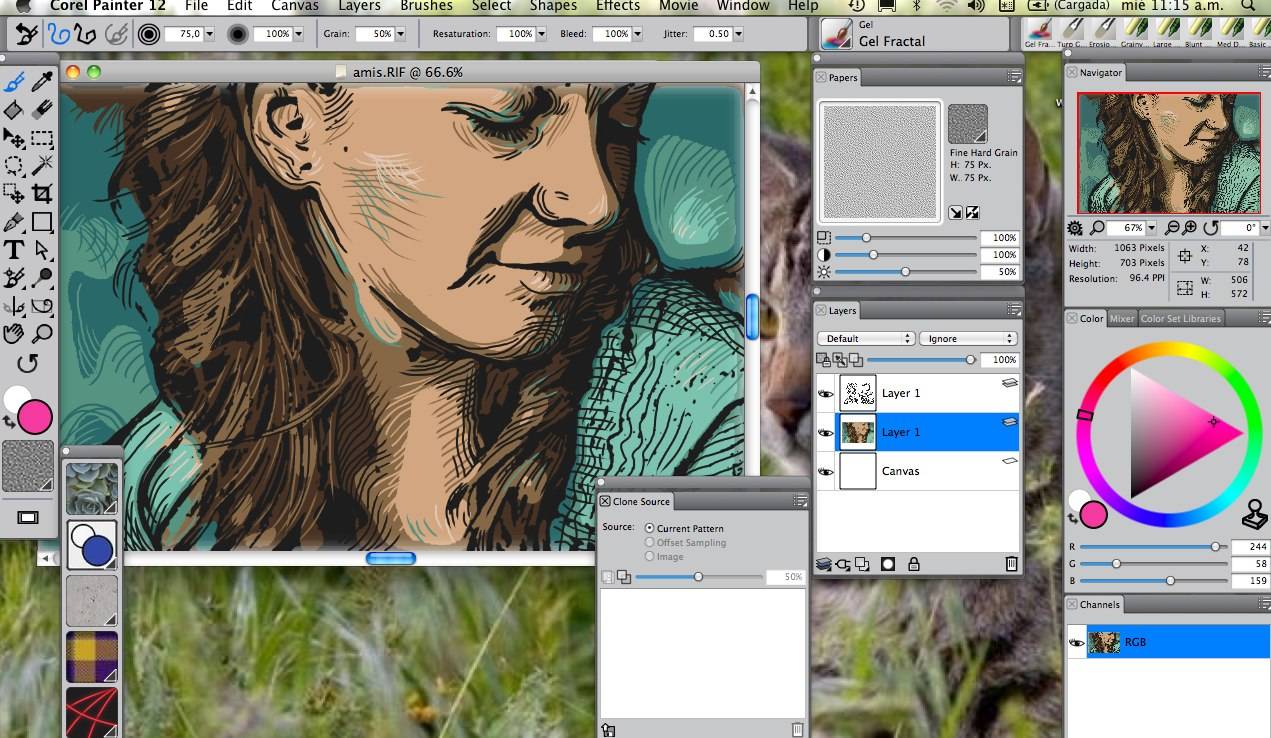 Corel Painter 12 File Edit Canvas Layers Brushes Select Shapes Effects Movie Window Help (Cargada) mié 11:15 a.m.
75,0 100% Grain: 50% Resaturation: 100% Bleed: 100% Jitter: 0.50
Gel
Gel Fractal
Gel Fra... Turp G... Erosio... Grainy... Large ... Blunt ... Med D... Basic
amis.RIF @ 66.6%
Papers
Fine Hard Grain
H: 75 Px.
W.: 75 Px.
100%
100%
50%
Layers
Default Ignore
100%
Layer 1
Layer 1
Canvas
Clone Source
Source: Current Pattern
Offset Sampling
Image
50%
Navigator
67% 0°
Width: 1063 Pixels X: 42
Height: 703 Pixels Y: 78
Resolution: 96.4 PPI W: 506
H: 572
Color Mixer Color Set Libraries
R 244
G 58
B 159
Channels
RGB